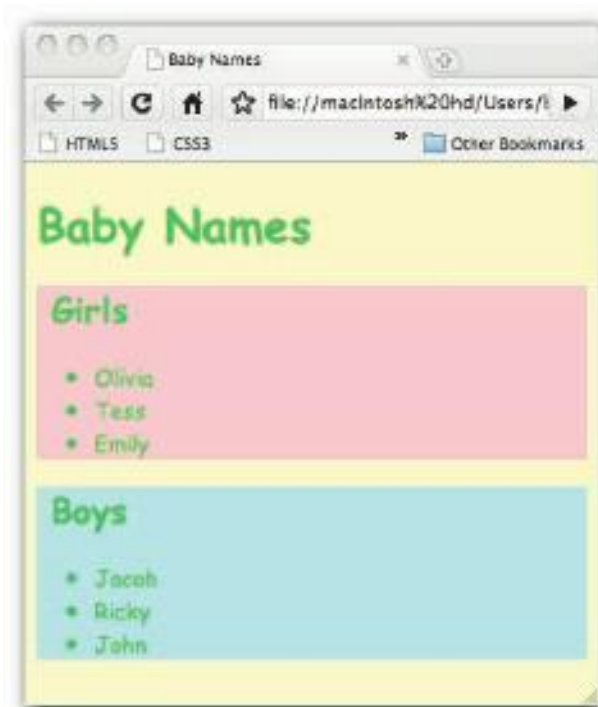 Baby Names
file://macintosh%20hd/Users/l
HTML5 CSS3 » Other Bookmarks
Baby Names
Girls
• Olivia
• Tess
• Emily
Boys
• Jacob
• Ricky
• John